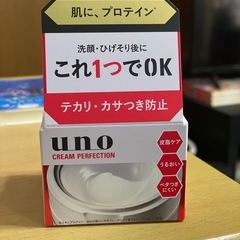 肌に、プロテイン*
洗顔・ひげそり後に
これ1つでOK
テカリ・カサつき防止
uno
CREAM PERFECTION
皮脂ケア
うるおい
ベタつき
にくい